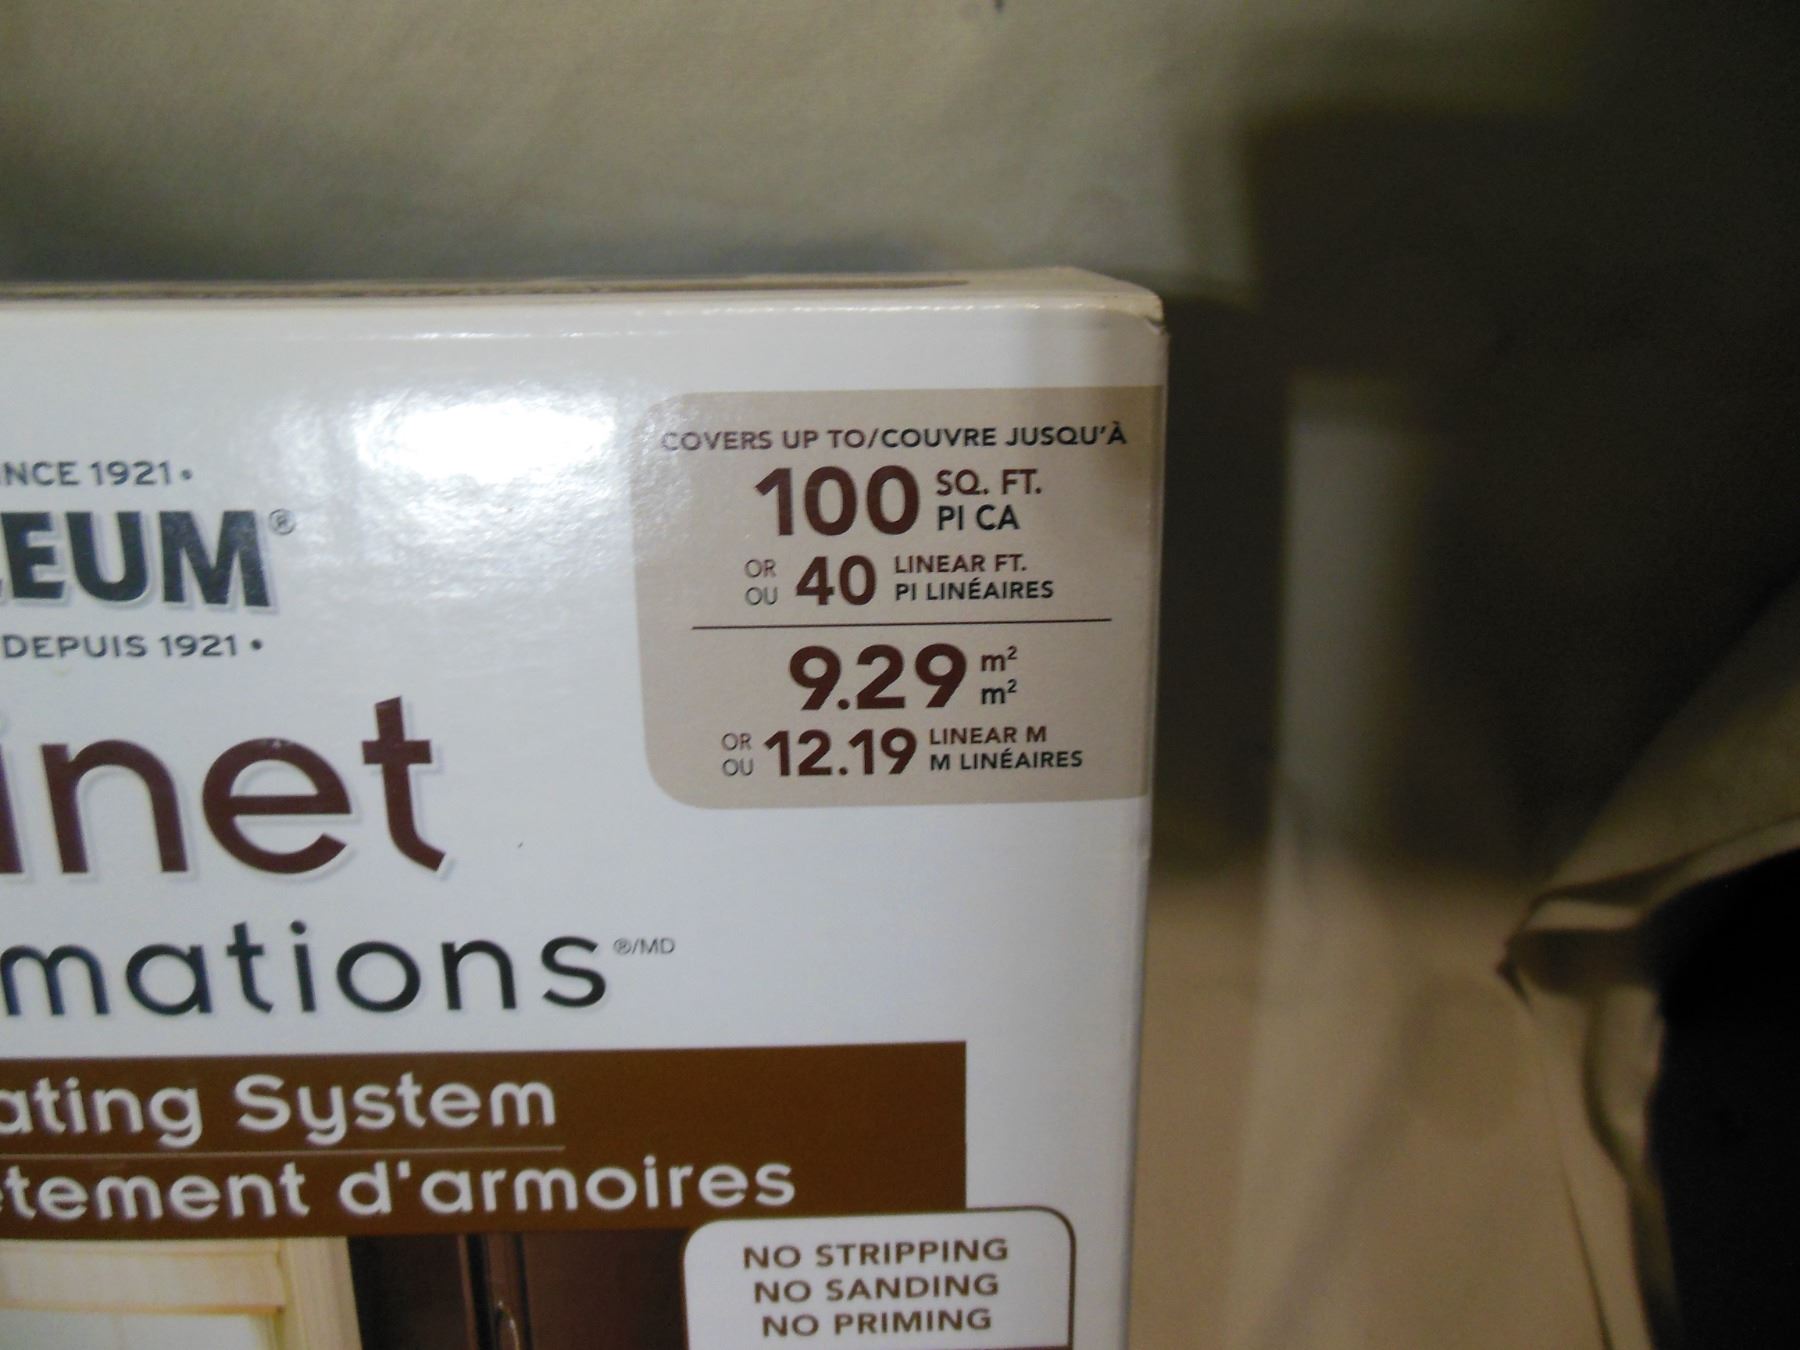 NCE 1921•
EUM®
DEPUIS 1921•
inet
mations®/MD
ating System
tement d'armoires
COVERS UP TO/COUVRE JUSQU'À
100 SQ. FT.
PI CA
OR
OU 40 LINEAR FT.
PI LINÉAIRES
9.29 m²
m²
OR
OU 12.19 LINEAR M
M LINÉAIRES
NO STRIPPING
NO SANDING
NO PRIMING